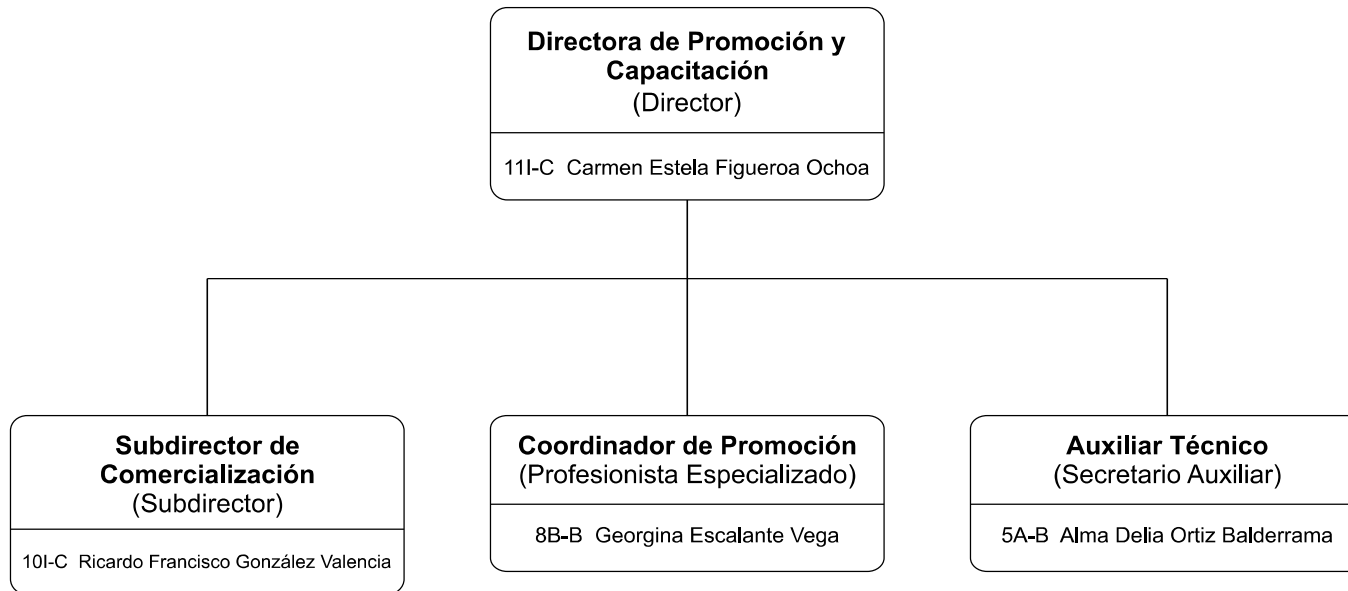 Directora de Promoción y
Capacitación
(Director)
11I-C Carmen Estela Figueroa Ochoa
Subdirector de
Comercialización
(Subdirector)
10I-C Ricardo Francisco González Valencia
Coordinador de Promoción
(Profesionista Especializado)
8B-B Georgina Escalante Vega
Auxiliar Técnico
(Secretario Auxiliar)
5A-B Alma Delia Ortiz Balderrama